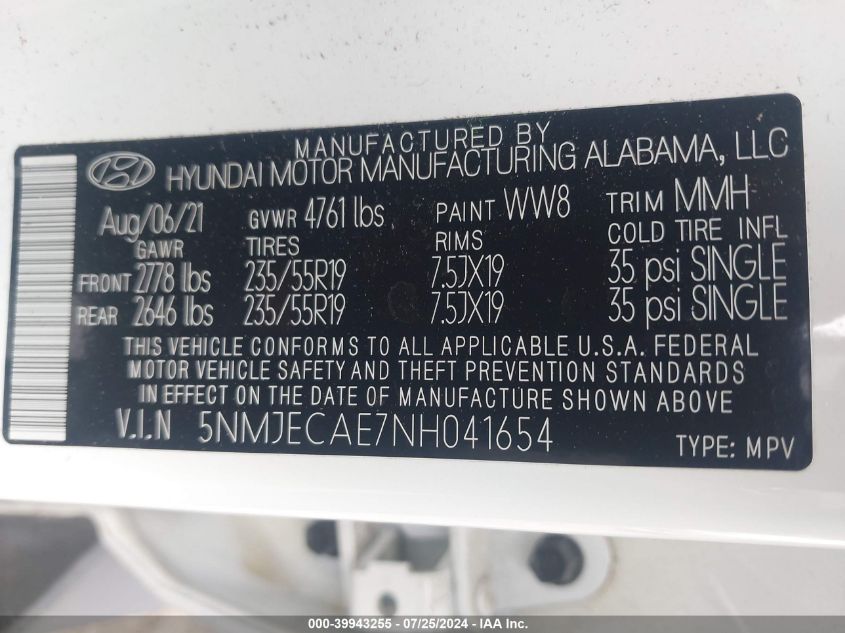 MANUFACTURED BY
HYUNDAI MOTOR MANUFACTURING ALABAMA, LLC
Aug/06/21 GVWR 4761 lbs PAINT WW8 TRIM MMH
GAWR TIRES RIMS COLD TIRE INFL
FRONT 2778 lbs 235/55R19 7.5JX19 35 psi SINGLE
REAR 2646 lbs 235/55R19 7.5JX19 35 psi SINGLE
THIS VEHICLE CONFORMS TO ALL APPLICABLE U.S.A. FEDERAL
MOTOR VEHICLE SAFETY AND THEFT PREVENTION STANDARDS
IN EFFECT ON THE DATE OF MANUFACTURE SHOWN ABOVE
V.I.N 5NMJECAE7NH041654 TYPE: MPV
000-39943255 - 07/25/2024 - IAAI.com